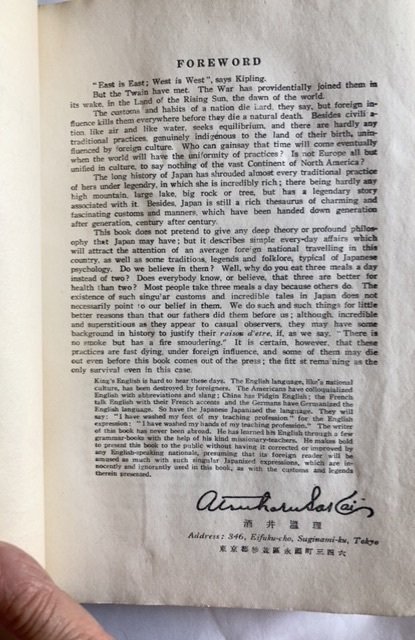 FOREWORD
"East is East; West is West", says Kipling.
But the Twain have met. The War has providentially joined them in
its wake, in the Land of the Rising Sun, the dawn of the world.
The customs and habits of a nation die hard, they say, but foreign in-
fluence kills them everywhere before they die a natural death. Besides civiliza-
tion, like air and like water, seeks equilibrium, and there are hardly any
traditional practices, genuinely indigenous to the land of their birth, unin-
fluenced by foreign culture. Who can gainsay that time will come eventually
when the world will have the uniformity of practices? Is not Europe all but
unified in culture, to say nothing of the vast Continent of North America?
The long history of Japan has shrouded almost every traditional practice
of hers under legendary, in which she is incredibly rich; there being hardly any
high mountain, large lake, big rock or tree, but has a legendary story
associated with it. Besides, Japan is still a rich thesaurus of charming and
fascinating customs and manners, which have been handed down generation
after generation, century after century.
This book does not pretend to give any deep theory or profound philos-
ophy that Japan may have; but it describes simple every-day affairs which
will attract the attention of an average foreign national travelling in this
country, as well as some traditions, legends and folklore, typical of Japanese
psychology. Do we believe in them? Well, why do you eat three meals a day
instead of two? Does everybody know, or believe, that three are better for
health than two? Most people take three meals a day because others do. The
existence of such singular customs and incredible tales in Japan does not
necessarily point to our belief in them. We do such and such things for little
better reasons than that our fathers did them before us; although, incredible
and superstitious as they appear to casual observers, they may have some
background in history to justify their raison d'etre, if, as we say, "There is
no smoke but has a fire smouldering." It is certain, however, that these
practices are fast dying, under foreign influence, and some of them may die
out even before this book comes out of the press; the fittest remaining as the
only survival even in this case.
King's English is hard to hear these days. The English language, like a national
culture, has been destroyed by foreigners. The Americans have colloquialized
English with abbreviations and slang; China has Pidgin English; the French
talk English with their French accents and the Germans have Germanized the
English language. So have the Japanese Japanized the language. They will
say: "I have washed my feet of my teaching profession" for the English
expression: "I have washed my hands of my teaching profession." The writer
of this book has never been abroad. He has learned his English through a few
grammar-books with the help of his kind missionary-teachers. He makes bold
to present this book to the public without having it corrected or improved by
any English-speaking nationals, presuming that its foreign reader will be
amused as much with such singular Japanized expressions, which are in-
nocently and ignorantly used in this book, as with the customs and legends
therein presented.
Atsuharu Sakai
酒井温理
Address: 346, Eifuku-cho, Suginami-ku, Tokyo
東京都杉並區永福町三四六